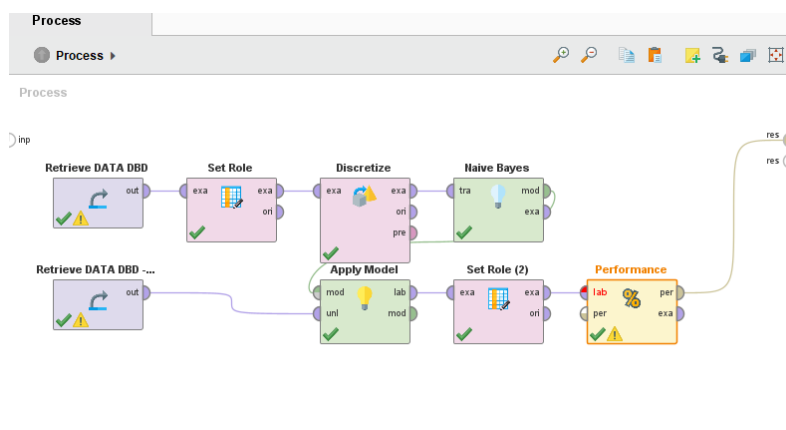 Process
Process
Process
inp
res
res
Retrieve DATA DBD
out
Set Role
exa exa
ori
Discretize
exa exa
ori
pre
Naive Bayes
tra mod
exa
Retrieve DATA DBD -...
out
Apply Model
mod lab
unl mod
Set Role (2)
exa exa
ori
Performance
lab per
per exa
%